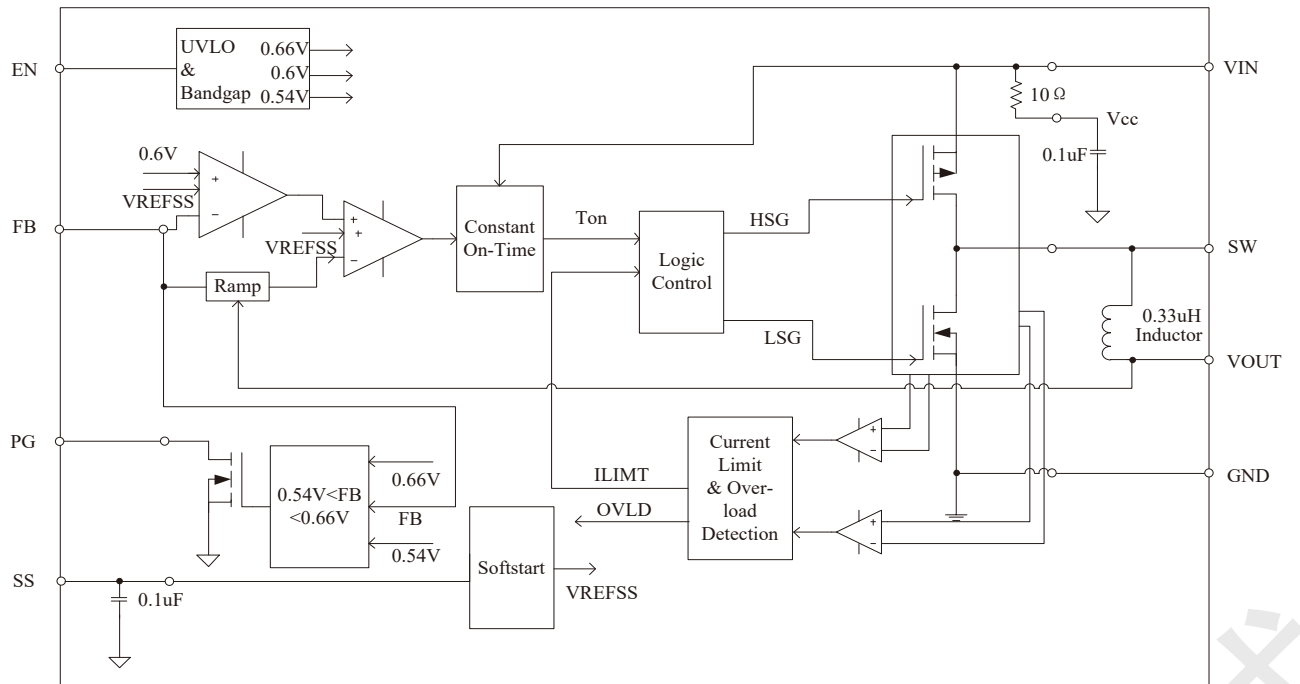 UVLO 0.66V
& 0.6V
Bandgap 0.54V
EN
VIN
10 Ω
Vcc
0.1uF
0.6V
+
VREFSS
−
FB
+
+
VREFSS
−
Constant
On-Time
Ton
Logic
Control
HSG
LSG
SW
Ramp
0.33uH
Inductor
VOUT
PG
0.54V<FB
<0.66V
0.66V
FB
0.54V
ILIMT
OVLD
Current
Limit
& Over-
load
Detection
+
−
+
−
GND
SS
0.1uF
Softstart
VREFSS